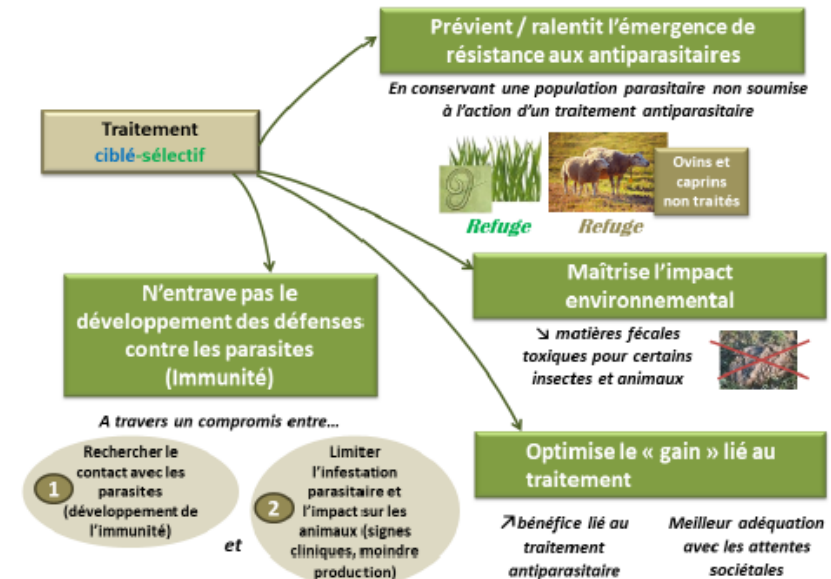 Prévient / ralentit l'émergence de
résistance aux antiparasitaires
En conservant une population parasitaire non soumise
à l'action d'un traitement antiparasitaire
Traitement
ciblé-sélectif
Ovins et
caprins
non traités
Refuge
Refuge
N'entrave pas le
développement des défenses
contre les parasites
(Immunité)
Maîtrise l'impact
environnemental
↘ matières fécales
toxiques pour certains
insectes et animaux
A travers un compromis entre...
1
Rechercher le
contact avec les
parasites
(développement de
l'immunité)
et
2
Limiter
l'infestation
parasitaire et
l'impact sur les
animaux (signes
cliniques, moindre
production)
Optimise le « gain » lié au
traitement
↗ bénéfice lié au
traitement
antiparasitaire
Meilleur adéquation
avec les attentes
sociétales